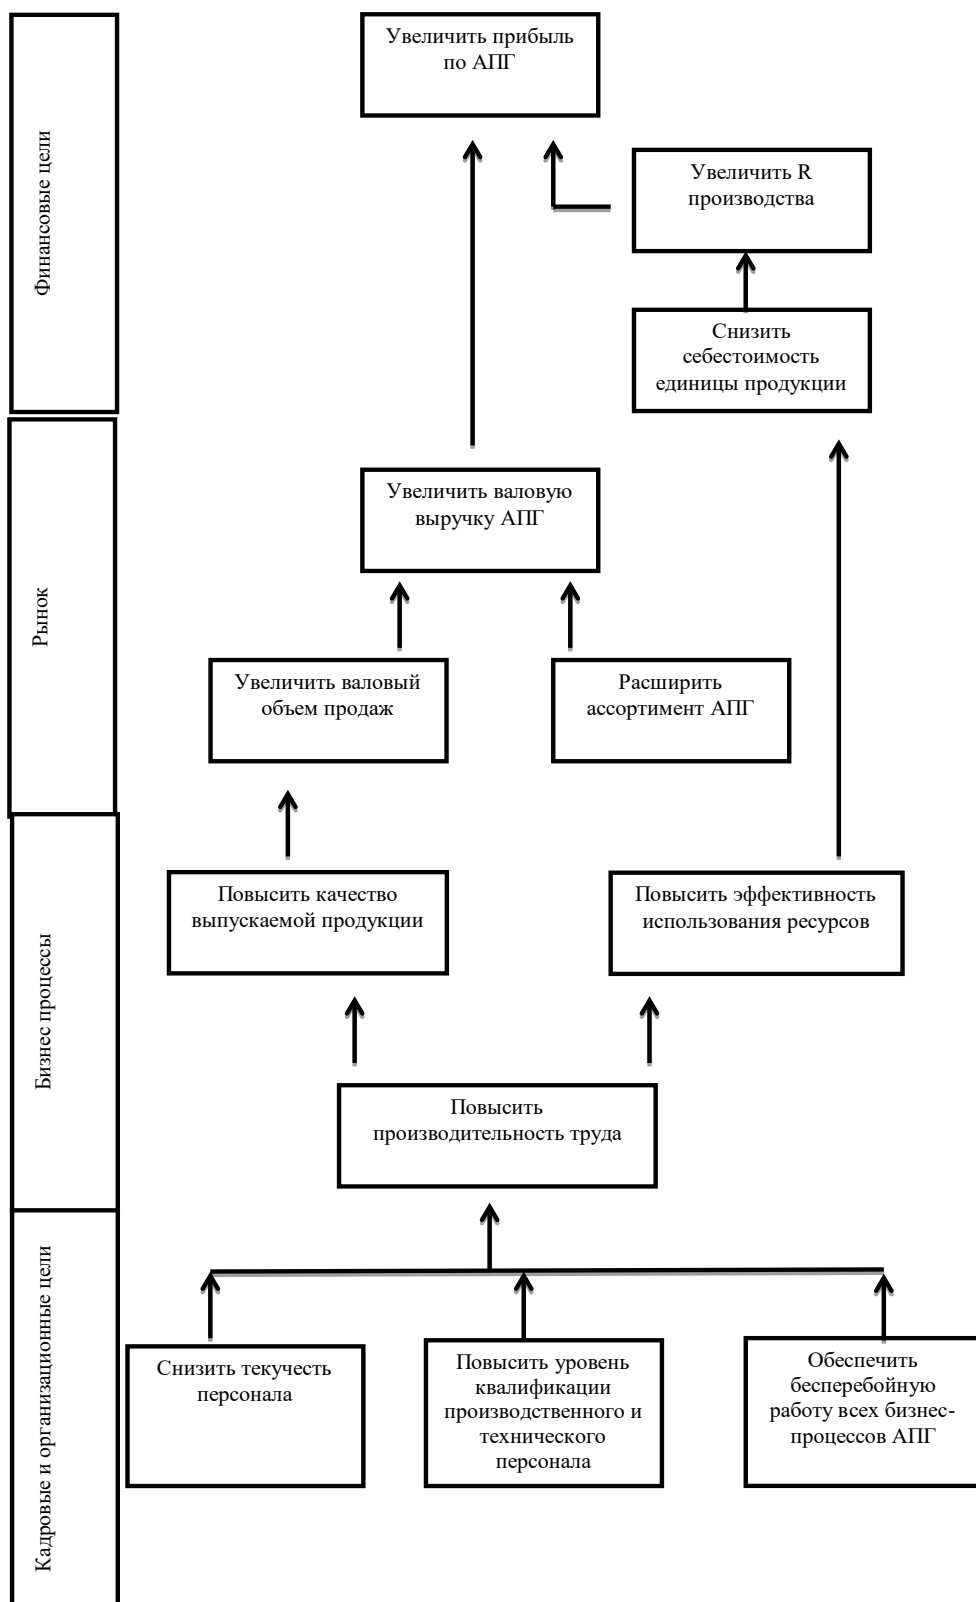 Финансовые цели
Увеличить прибыль
по АПГ
Увеличить R
производства
Снизить
себестоимость
единицы продукции
Рынок
Увеличить валовую
выручку АПГ
Увеличить валовый
объем продаж
Расширить
ассортимент АПГ
Бизнес процессы
Повысить качество
выпускаемой продукции
Повысить эффективность
использования ресурсов
Повысить
производительность труда
Кадровые и организационные цели
Снизить текучесть
персонала
Повысить уровень
квалификации
производственного и
технического
персонала
Обеспечить
бесперебойную
работу всех бизнес-
процессов АПГ